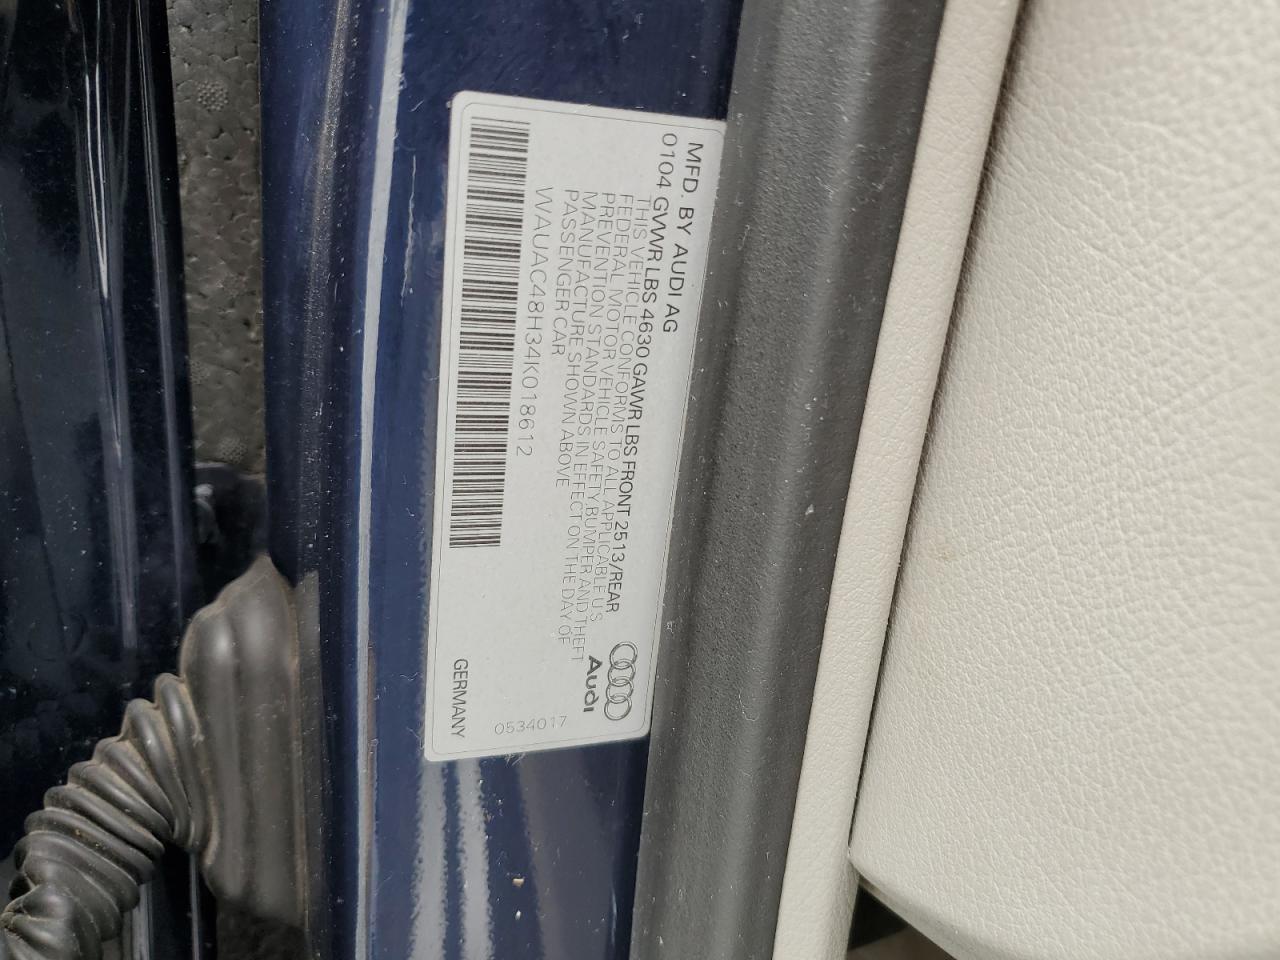 MFD. BY AUDI AG
0104 GVWR LBS 4630 GAWR LBS FRONT 2513/REAR
THIS VEHICLE CONFORMS TO ALL APPLICABLE U.S.
FEDERAL MOTOR VEHICLE SAFETY, BUMPER AND THEFT
PREVENTION STANDARDS IN EFFECT ON THE DAY OF
MANUFACTURE SHOWN ABOVE
PASSENGER CAR
WAUAC48H34K018612
Audi
0534017
GERMANY